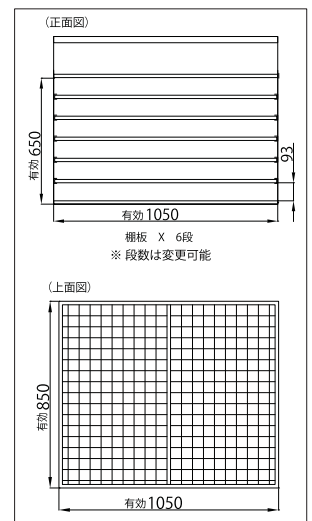 （正面図）
有効650
93
有効1050
棚板 X 6段
※ 段数は変更可能
（上面図）
有効850
有効1050